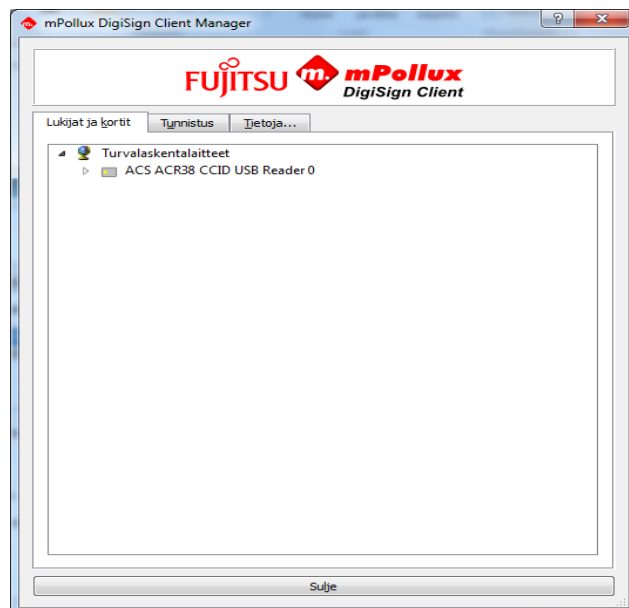 mPollux DigiSign Client Manager
FUJITSU m. mPollux
DigiSign Client
Lukijat ja kortit Tunnistus Tietoja...
Turvalaskentalaitteet
ACS ACR38 CCID USB Reader 0
Sulje